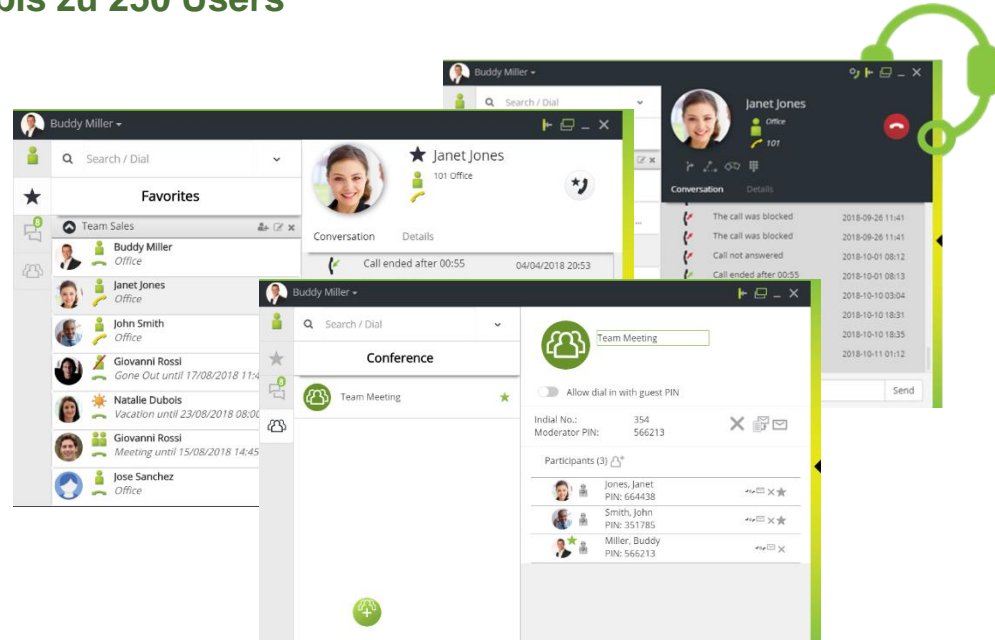 bis zu 250 Users
Buddy Miller
Search / Dial
Janet Jones
Office
101
Conversation
Details
The call was blocked 2018-09-26 11:41
The call was blocked 2018-09-26 11:41
Call not answered 2018-10-01 08:12
Call ended after 00:55 2018-10-01 08:13
2018-10-10 03:04
2018-10-10 18:31
2018-10-10 18:35
2018-10-11 01:12
Send
Buddy Miller
Search / Dial
Favorites
8
Team Sales
Buddy Miller
Office
Janet Jones
Office
John Smith
Office
Giovanni Rossi
Gone Out until 17/08/2018
Natalie Dubois
Vacation until 23/08/2018
Giovanni Rossi
Meeting until 15/08/2018 14:45
Jose Sanchez
Office
Janet Jones
101 Office
Conversation
Details
Call ended after 00:55 04/04/2018 20:53
Buddy Miller
Search / Dial
Conference
8
Team Meeting
Team Meeting
Allow dial in with guest PIN
Indial No.: 354
Moderator PIN: 566213
Participants (3)
Jones, Janet
PIN: 664438
Smith, John
PIN: 351785
Miller, Buddy
PIN: 566213